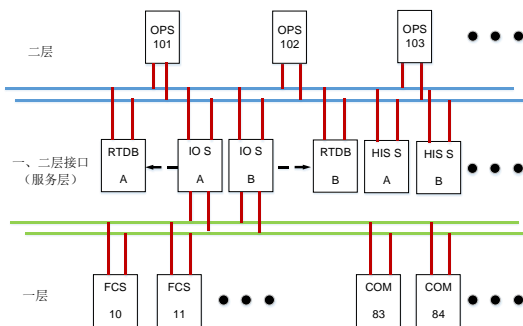 二层
OPS
101
OPS
102
OPS
103
一、二层接口
（服务层）
RTDB
A
IO S
A
IO S
B
RTDB
B
HIS S
A
HIS S
B
一层
FCS
10
FCS
11
COM
83
COM
84